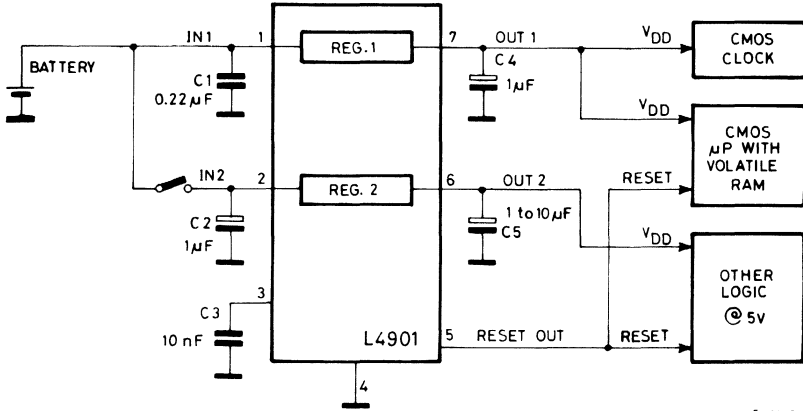 BATTERY
IN1
1
C1
0.22µF
REG.1
7
OUT 1
C4
1µF
VDD
CMOS
CLOCK
VDD
CMOS
µP WITH
VOLATILE
RAM
RESET
IN2
2
C2
1µF
REG. 2
6
OUT 2
1 to 10µF
C5
VDD
OTHER
LOGIC
@ 5V
RESET
3
C3
10 nF
L4901
5
RESET OUT
4